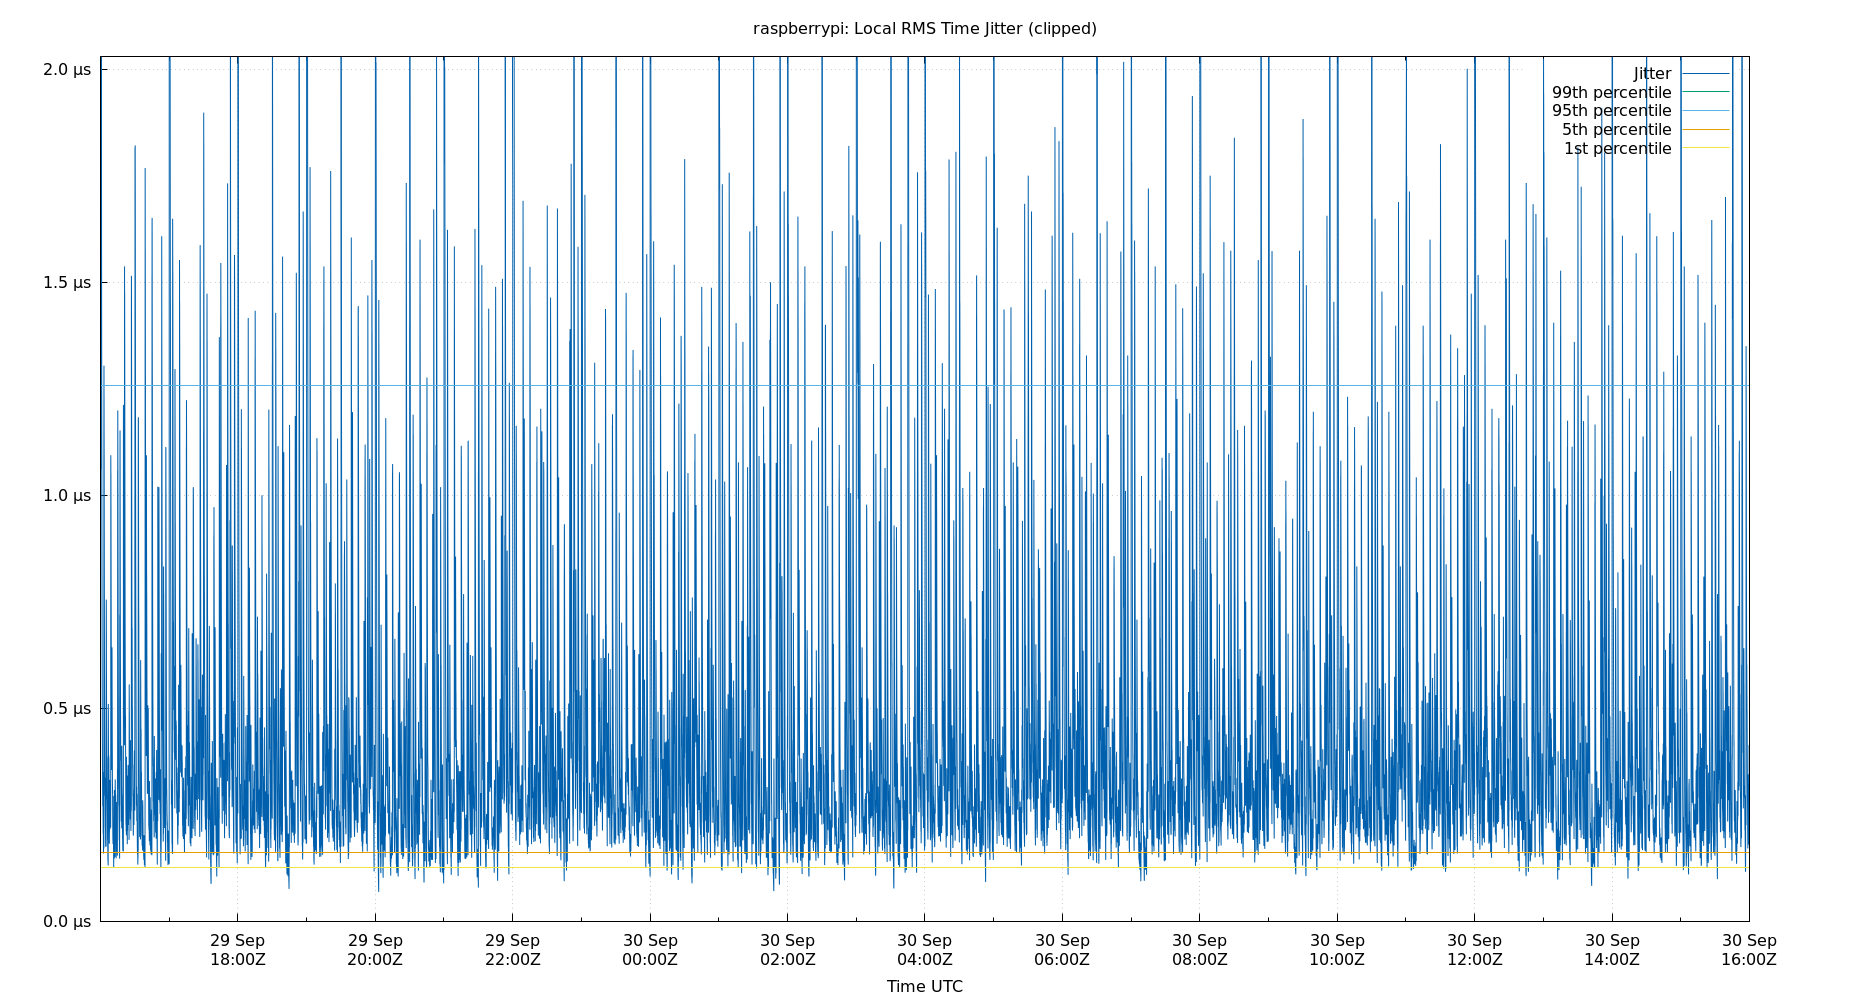 raspberrypi: Local RMS Time Jitter (clipped)
2.0 µs
1.5 µs
1.0 µs
0.5 µs
0.0 µs
Jitter
99th percentile
95th percentile
5th percentile
1st percentile
29 Sep 29 Sep 29 Sep 30 Sep 30 Sep 30 Sep 30 Sep 30 Sep 30 Sep 30 Sep 30 Sep 30 Sep
18:00Z 20:00Z 22:00Z 00:00Z 02:00Z 04:00Z 06:00Z 08:00Z 10:00Z 12:00Z 14:00Z 16:00Z
Time UTC